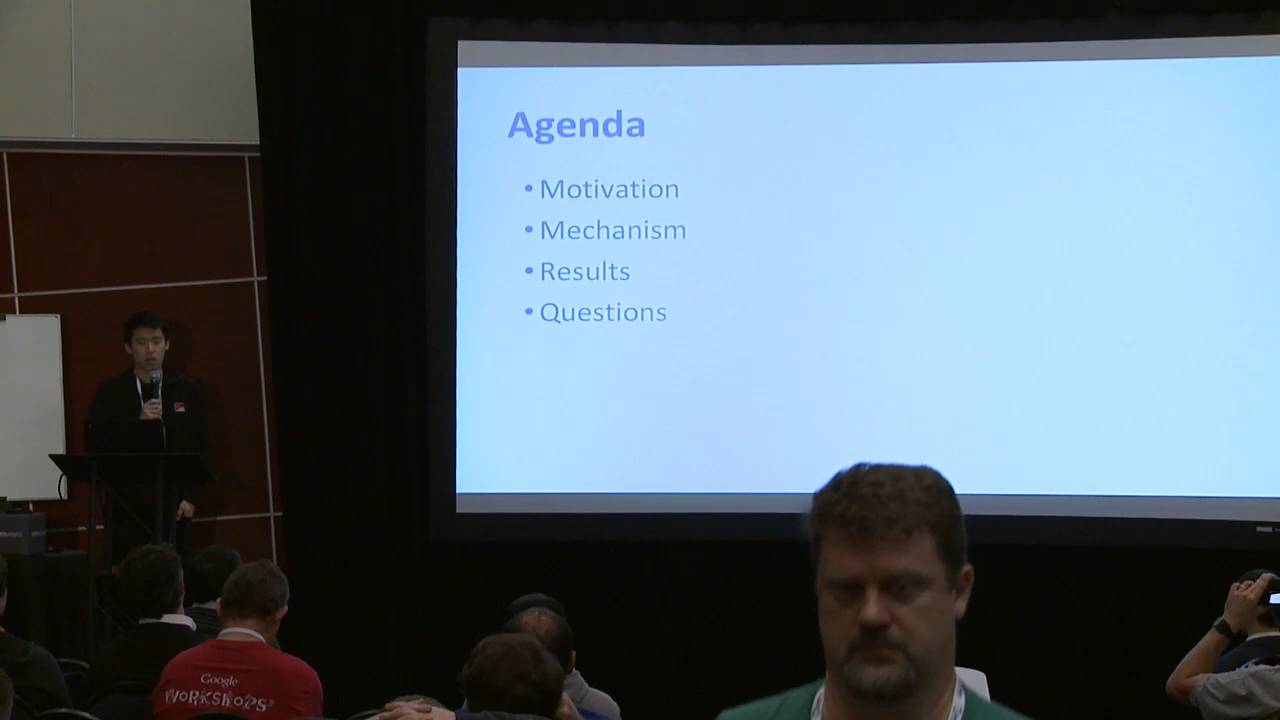 Agenda
• Motivation
• Mechanism
• Results
• Questions
Google
WORKSHOPS